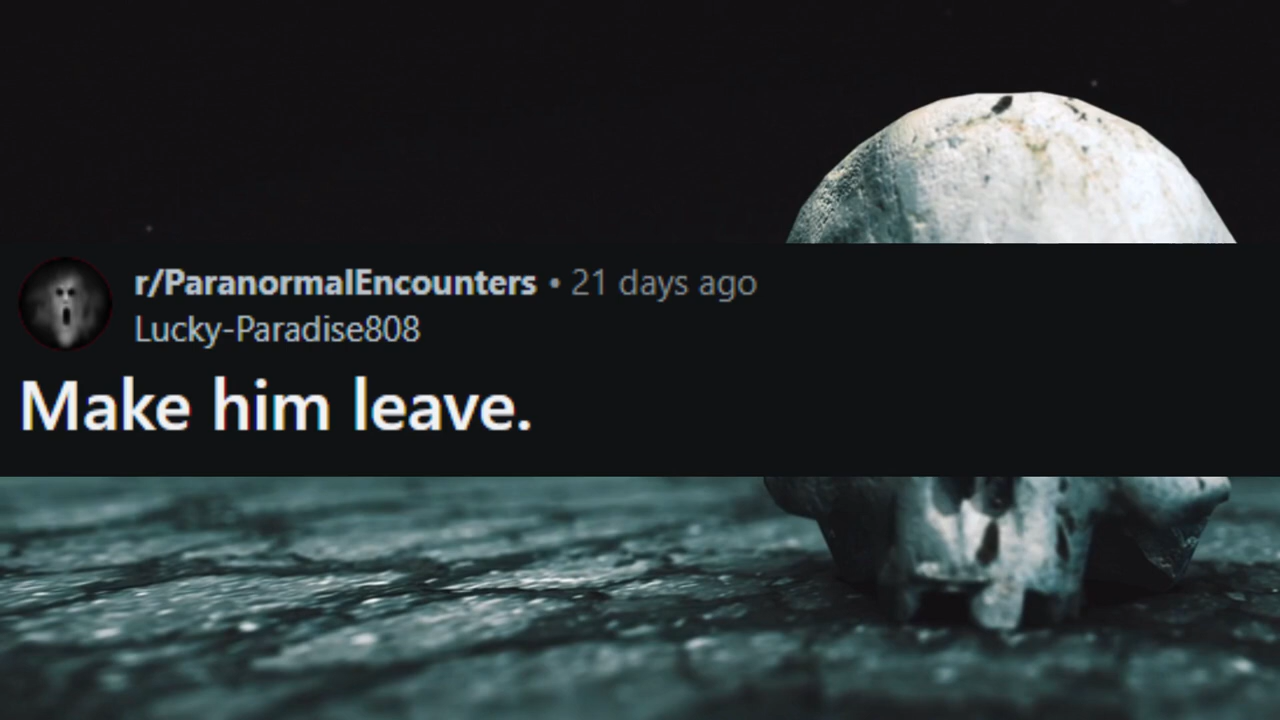 r/ParanormalEncounters • 21 days ago
Lucky-Paradise808
Make him leave.